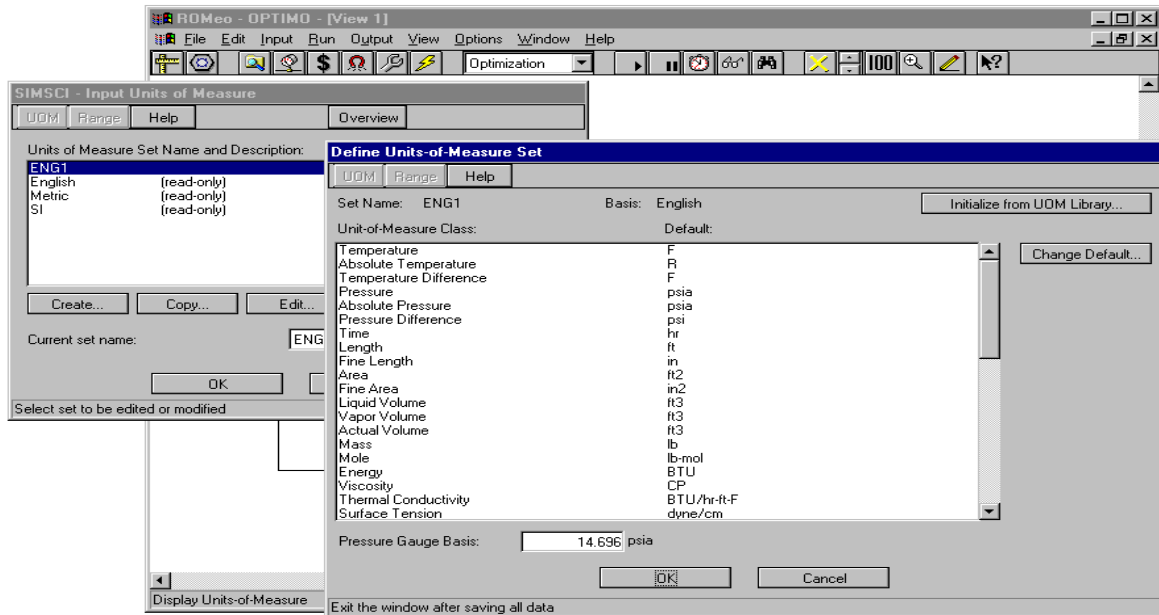 ROMeo - OPTIMO - [View 1]
File Edit Input Run Output View Options Window Help
Optimization
100
SIMSCI - Input Units of Measure
UOM Range Help Overview
Units of Measure Set Name and Description:
ENG1
English (read-only)
Metric (read-only)
SI (read-only)
Create... Copy... Edit...
Current set name: ENG
OK
Select set to be edited or modified
Define Units-of-Measure Set
UOM Range Help
Set Name: ENG1 Basis: English Initialize from UOM Library...
Unit-of-Measure Class: Default:
Temperature F
Change Default...
Absolute Temperature R
Temperature Difference F
Pressure psia
Absolute Pressure psia
Pressure Difference psi
Time hr
Length ft
Fine Length in
Area ft2
Fine Area in2
Liquid Volume ft3
Vapor Volume ft3
Actual Volume ft3
Mass lb
Mole lb-mol
Energy BTU
Viscosity CP
Thermal Conductivity BTU/hr-ft-F
Surface Tension dyne/cm
Pressure Gauge Basis: 14.696 psia
OK Cancel
Exit the window after saving all data
Display Units-of-Measure